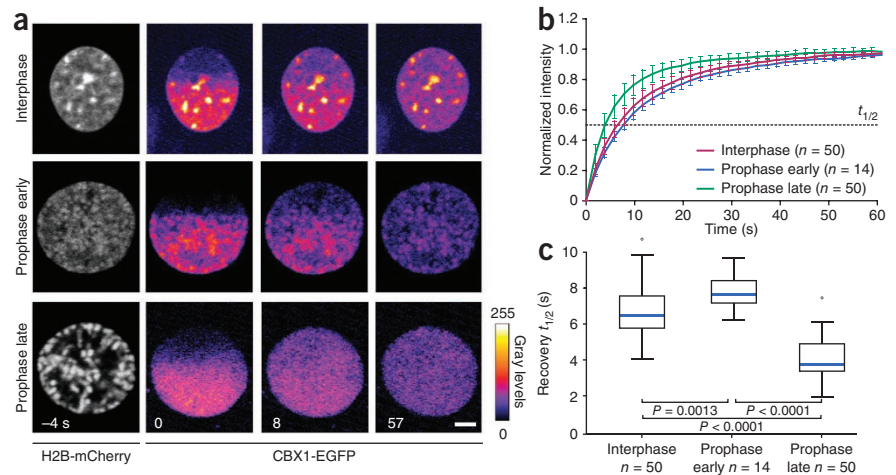 a
Interphase
Prophase early
Prophase late
–4 s
0
8
57
H2B-mCherry
CBX1-EGFP
255
Gray levels
0
b
Normalized intensity
1.2
1.0
0.8
0.6
0.4
0.2
0
t1/2
Interphase (n = 50)
Prophase early (n = 14)
Prophase late (n = 50)
0 10 20 30 40 50 60
Time (s)
c
Recovery t1/2 (s)
10
8
6
4
2
0
P = 0.0013
P < 0.0001
P < 0.0001
Interphase
n = 50
Prophase
early n = 14
Prophase
late n = 50